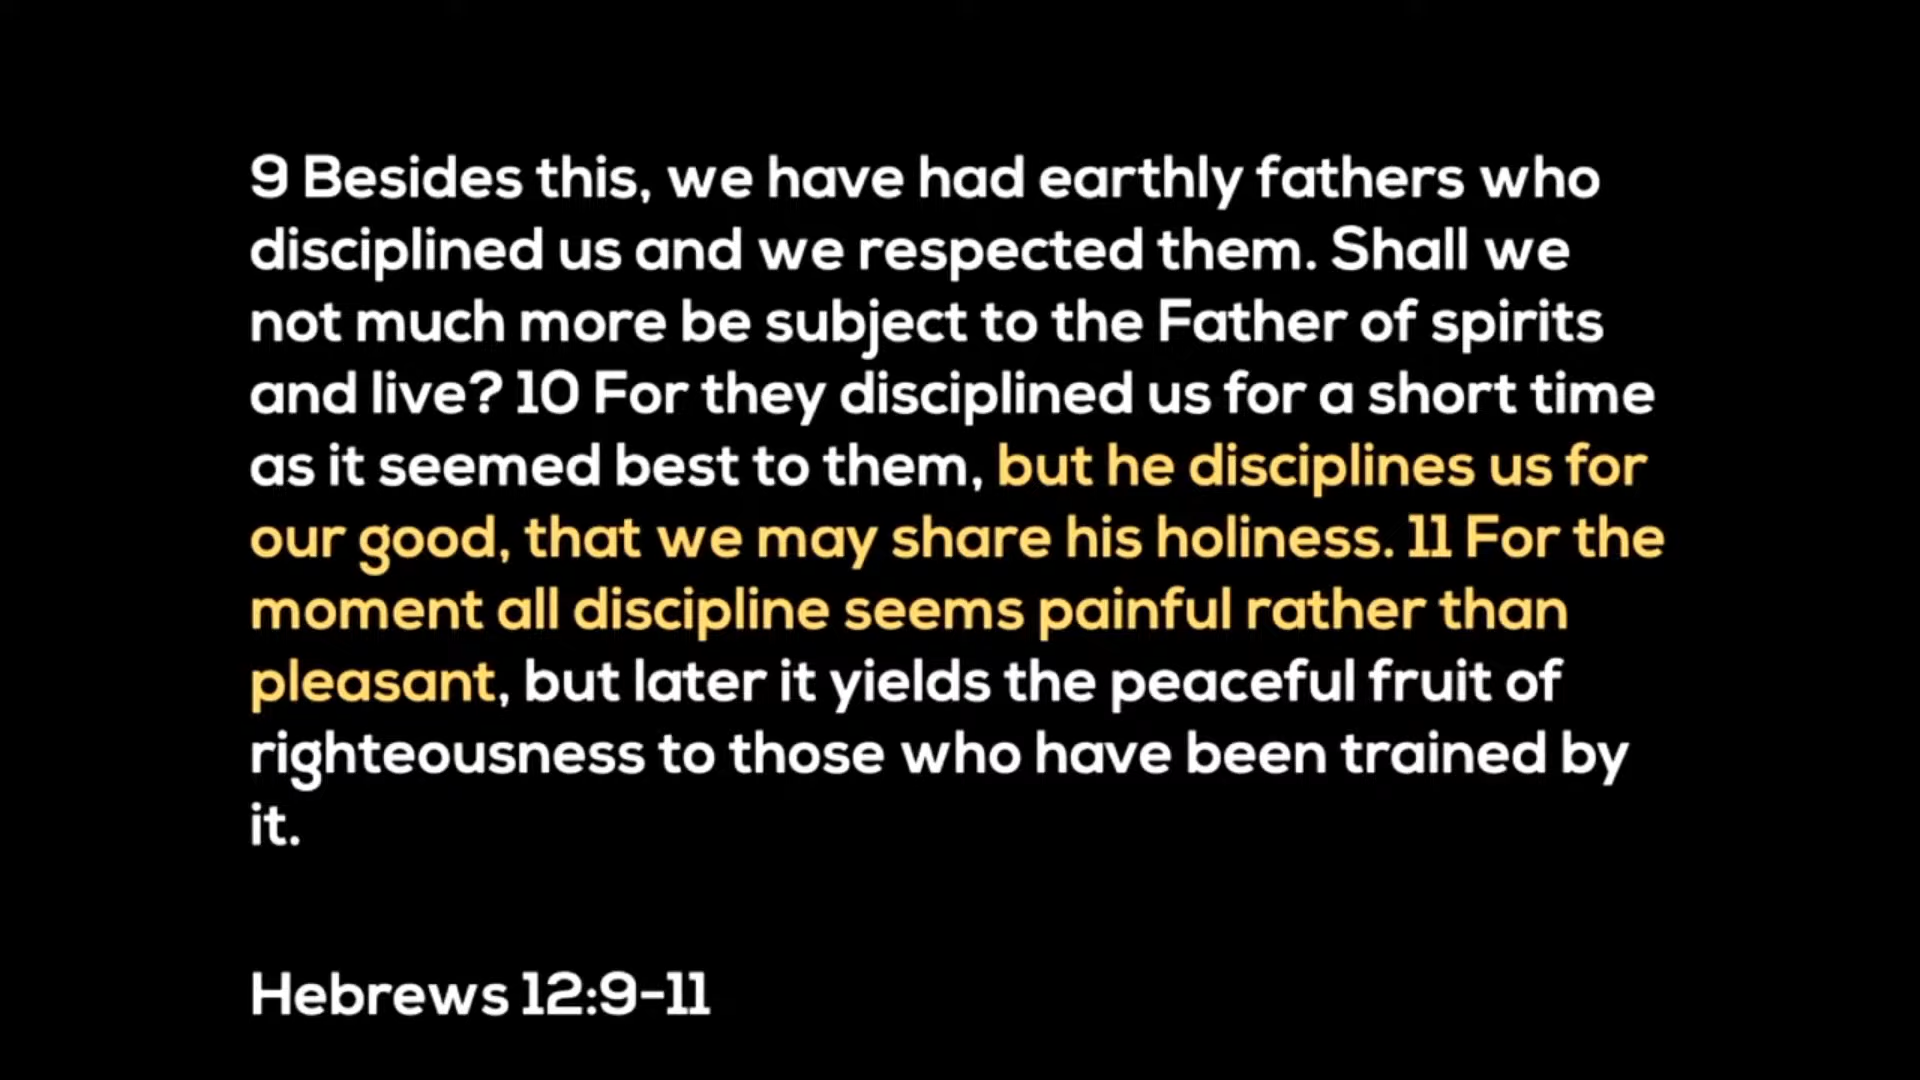 9 Besides this, we have had earthly fathers who
disciplined us and we respected them. Shall we
not much more be subject to the Father of spirits
and live? 10 For they disciplined us for a short time
as it seemed best to them, but he disciplines us for
our good, that we may share his holiness. 11 For the
moment all discipline seems painful rather than
pleasant, but later it yields the peaceful fruit of
righteousness to those who have been trained by
it.
Hebrews 12:9-11